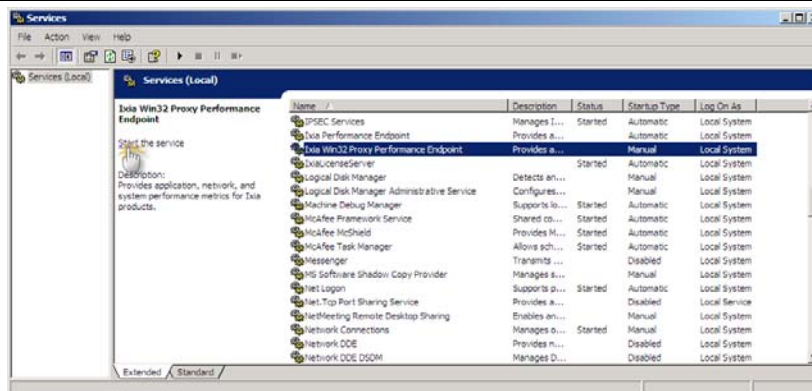 Services
File Action View Help
Services (Local)
Services (Local)
Ixia Win32 Proxy Performance Endpoint
Start the service
Description:
Provides application, network, and system performance metrics for Ixia products.
Name Description Status Startup Type Log On As
IPSEC Services Manages I... Started Automatic Local System
Ixia Performance Endpoint Provides a... Automatic Local System
Ixia Win32 Proxy Performance Endpoint Provides a... Manual Local System
IxiaLicenseServer Started Automatic Local System
Logical Disk Manager Detects an... Manual Local System
Logical Disk Manager Administrative Service Configures... Manual Local System
Machine Debug Manager Supports lo... Started Automatic Local System
McAfee Framework Service Shared co... Started Automatic Local System
McAfee McShield Provides M... Started Automatic Local System
McAfee Task Manager Allows sch... Started Automatic Local System
Messenger Transmits ... Disabled Local System
MS Software Shadow Copy Provider Manages s... Manual Local System
Net Logon Supports p... Started Automatic Local System
Net.Tcp Port Sharing Service Provides a... Disabled Local Service
NetMeeting Remote Desktop Sharing Enables an... Manual Local System
Network Connections Manages o... Started Manual Local System
Network DDE Provides n... Disabled Local System
Network DDE DSDM Manages D... Disabled Local System
Extended Standard